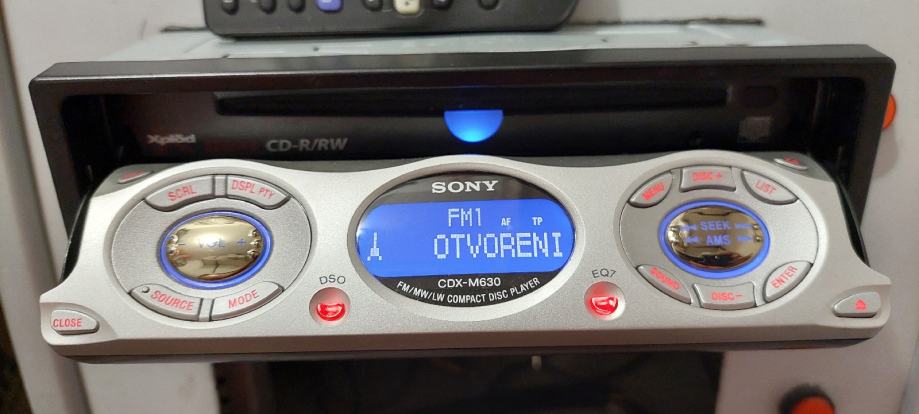 Xplōd
CD-R/RW
SONY
FM1 AF TP
OTVORENI
CDX-M630
FM/MW/LW COMPACT DISC PLAYER
SCRL
DSPL PTY
- VOL +
SOURCE
MODE
CLOSE
DSO
EQ7
MENU
DISC +
LIST
SEEK
AMS
SOUND
DISC -
ENTER